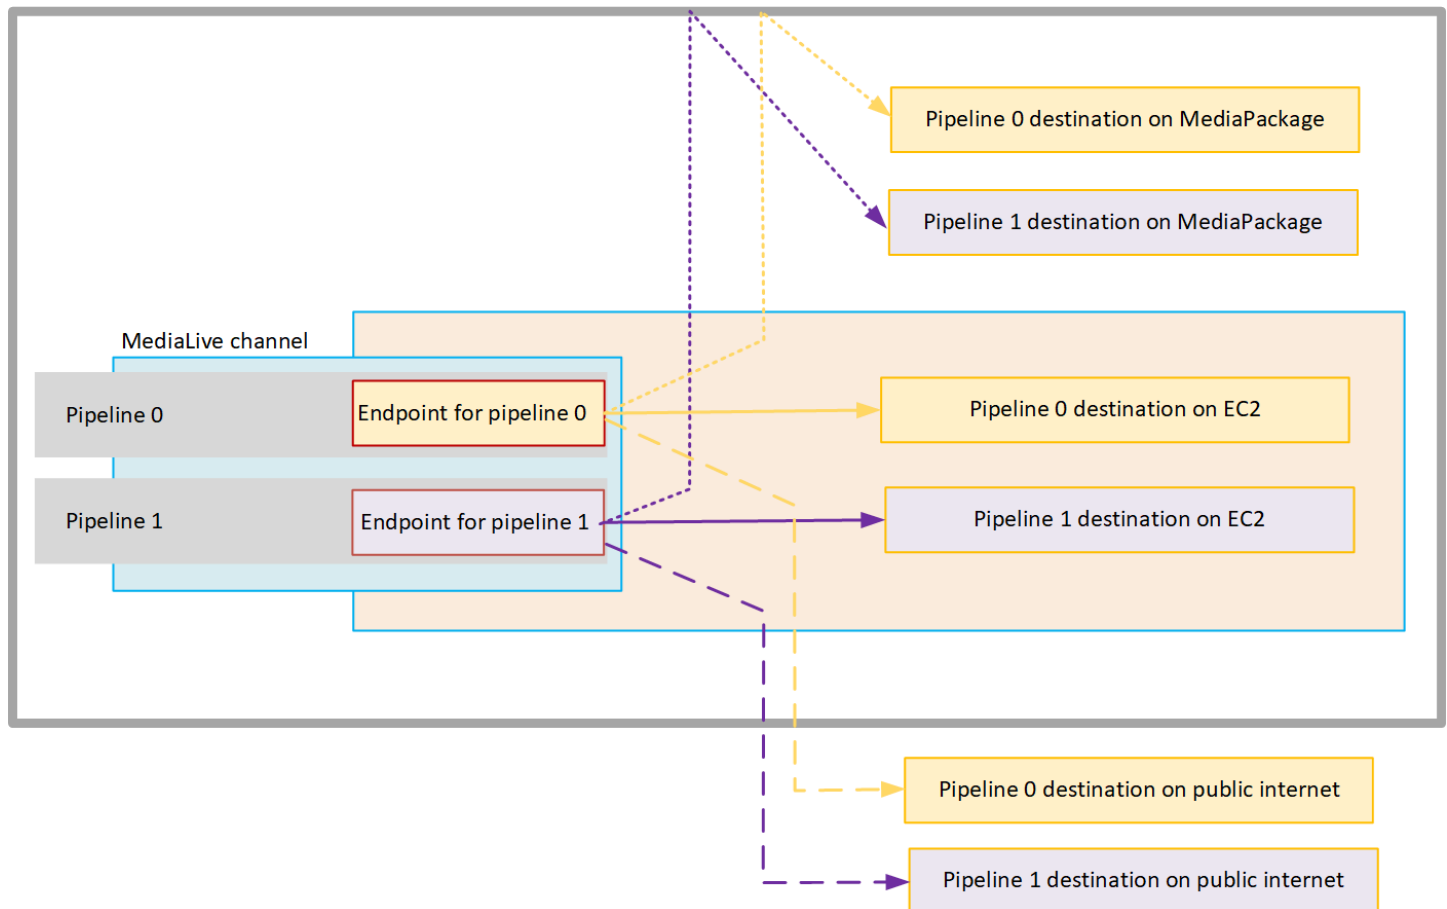 Pipeline 0 destination on MediaPackage
Pipeline 1 destination on MediaPackage
MediaLive channel
Pipeline 0
Endpoint for pipeline 0
Pipeline 0 destination on EC2
Pipeline 1
Endpoint for pipeline 1
Pipeline 1 destination on EC2
Pipeline 0 destination on public internet
Pipeline 1 destination on public internet